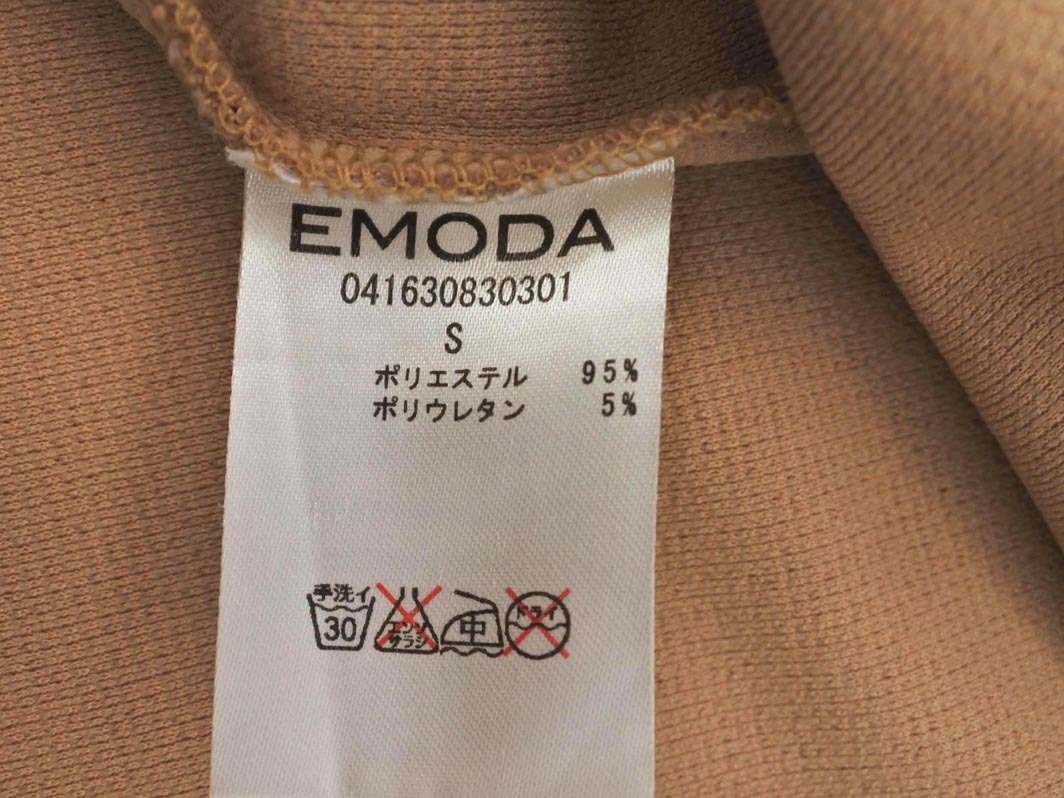 EMODA
041630830301
S
ポリエステル 95%
ポリウレタン 5%
手洗イ
30
エンソ
サラシ
中
ドライ